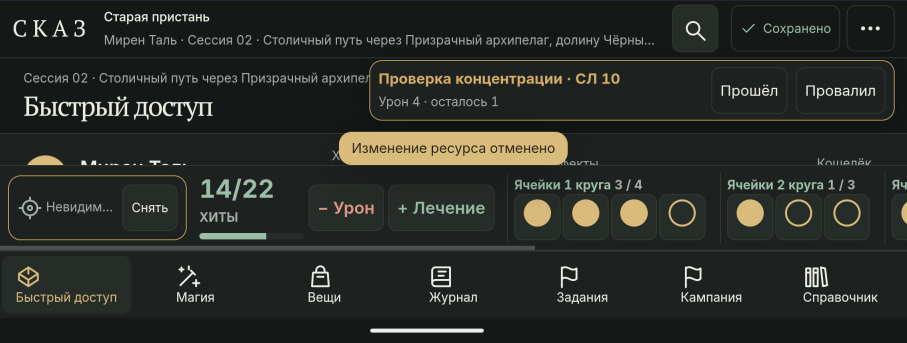 СКАЗ
Старая пристань
Мирен Таль · Сессия 02 · Столичный путь через Призрачный архипелаг, долину Чёрны...
Сохранено
Сессия 02 · Столичный путь через Призрачный архипел
Быстрый доступ
Проверка концентрации · СЛ 10
Урон 4 · осталось 1
Прошёл
Провалил
Изменение ресурса отменено
Мирен Таль
Кошелёк
Невидим...
Снять
14/22
хиты
− Урон
+ Лечение
Ячейки 1 круга 3 / 4
Ячейки 2 круга 1 / 3
Быстрый доступ
Магия
Вещи
Журнал
Задания
Кампания
Справочник